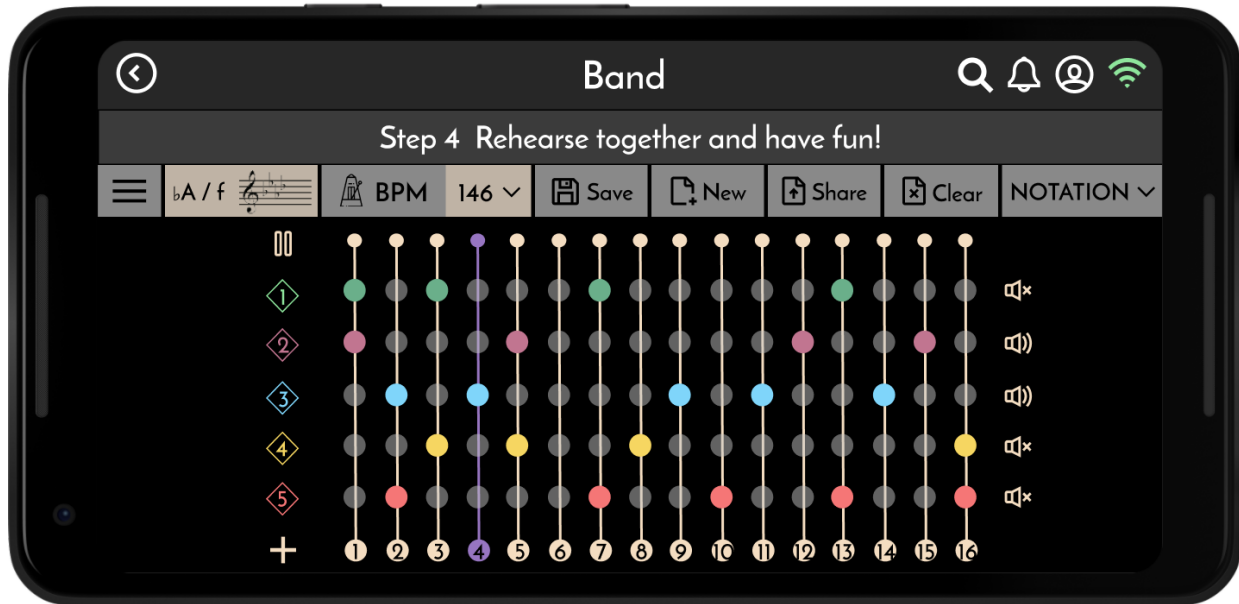 Band
Step 4 Rehearse together and have fun!
♭A / f BPM 146 Save New Share Clear NOTATION
1
2
3
4
5
1 2 3 4 5 6 7 8 9 10 11 12 13 14 15 16